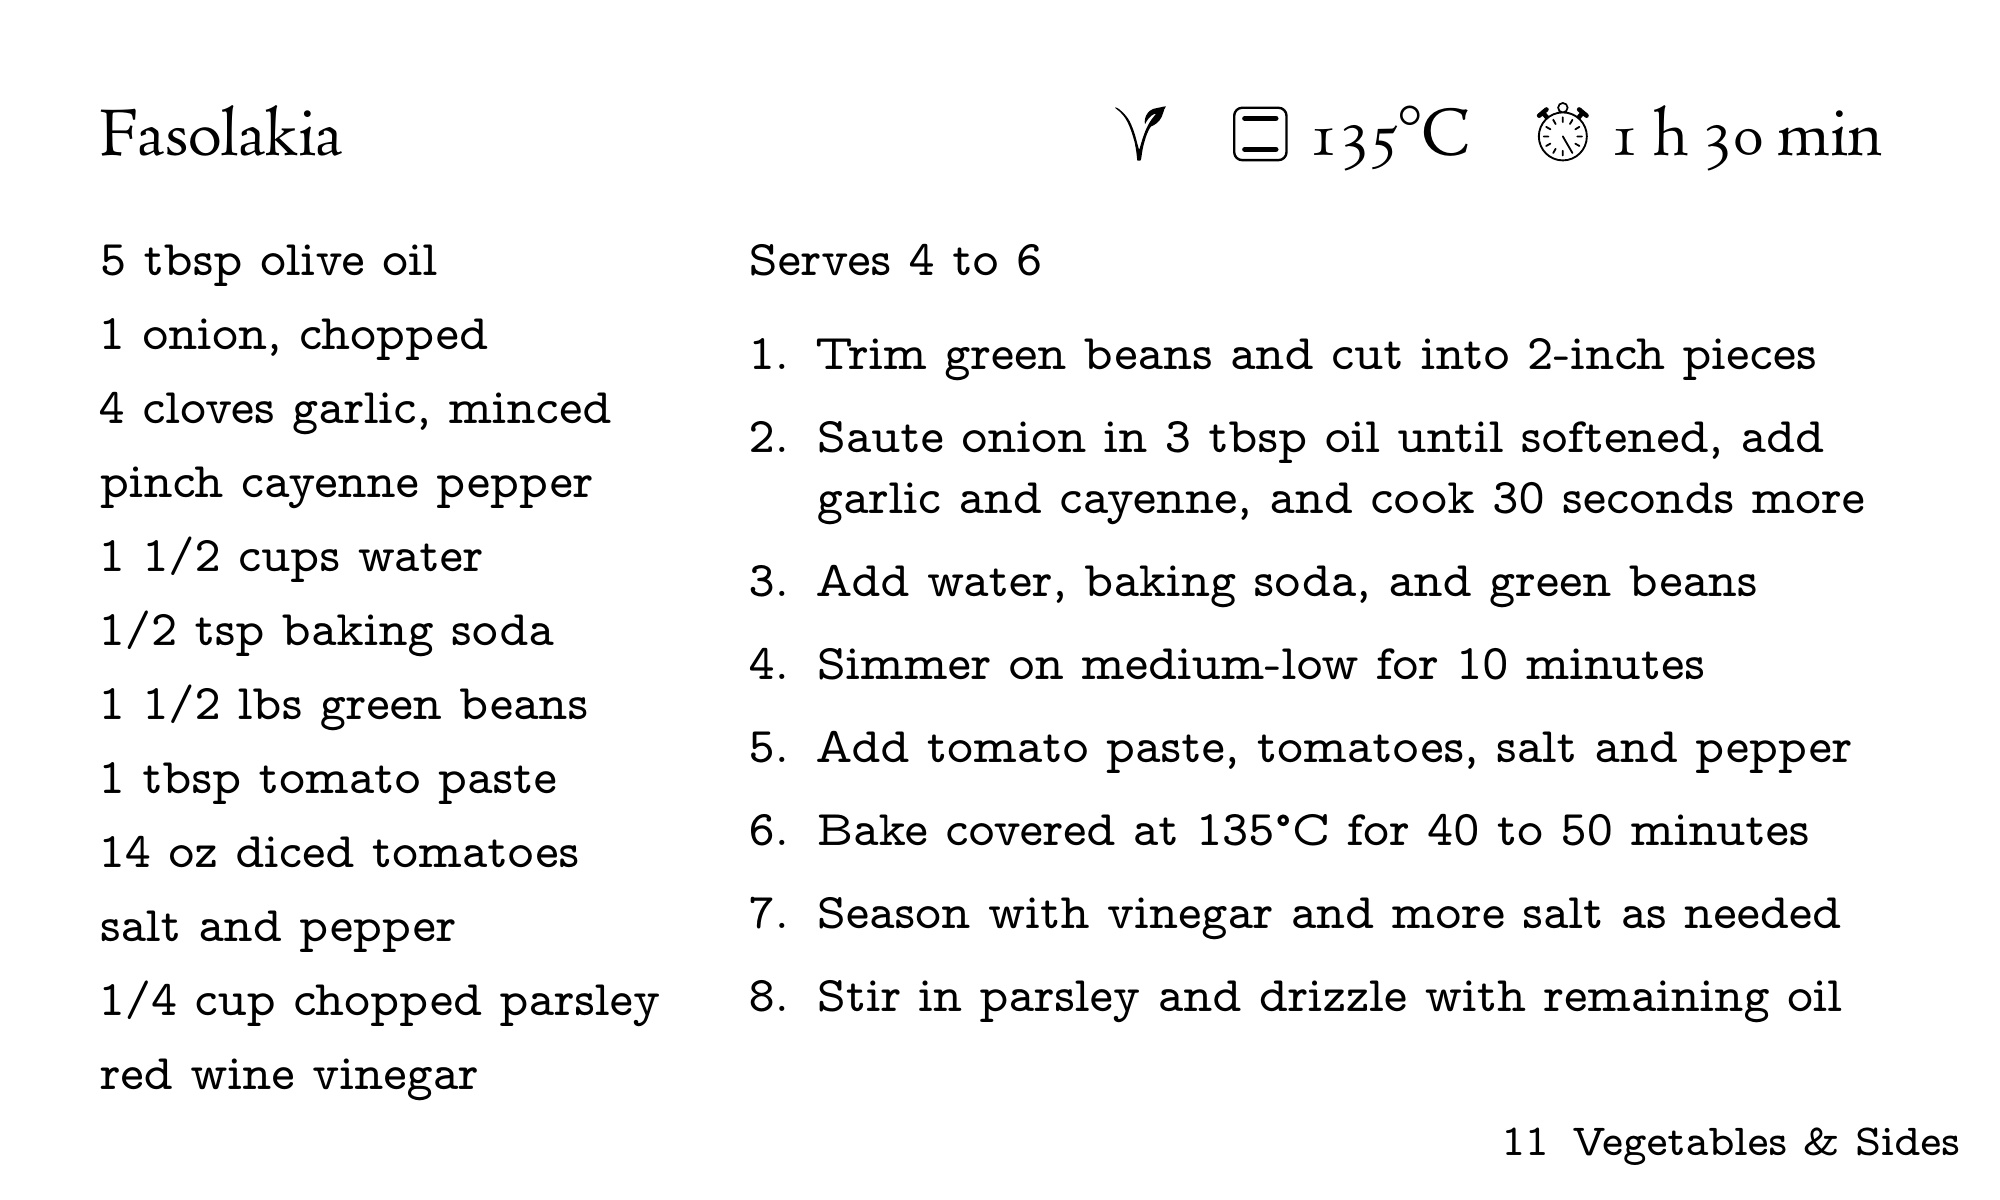 Fasolakia
135°C
1 h 30 min
5 tbsp olive oil
1 onion, chopped
4 cloves garlic, minced
pinch cayenne pepper
1 1/2 cups water
1/2 tsp baking soda
1 1/2 lbs green beans
1 tbsp tomato paste
14 oz diced tomatoes
salt and pepper
1/4 cup chopped parsley
red wine vinegar
Serves 4 to 6
1. Trim green beans and cut into 2-inch pieces
2. Saute onion in 3 tbsp oil until softened, add
garlic and cayenne, and cook 30 seconds more
3. Add water, baking soda, and green beans
4. Simmer on medium-low for 10 minutes
5. Add tomato paste, tomatoes, salt and pepper
6. Bake covered at 135°C for 40 to 50 minutes
7. Season with vinegar and more salt as needed
8. Stir in parsley and drizzle with remaining oil
11 Vegetables & Sides